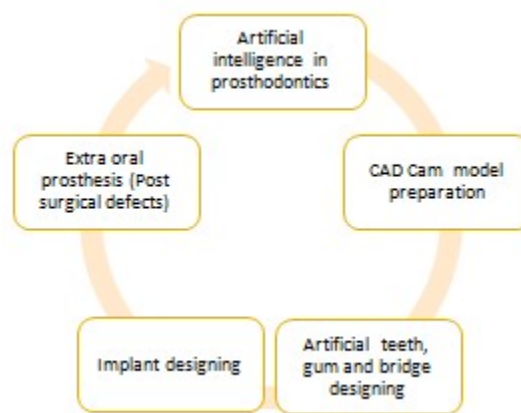 Artificial
intelligence in
prosthodontics
CAD Cam model
preparation
Artificial teeth,
gum and bridge
designing
Implant designing
Extra oral
prosthesis (Post
surgical defects)